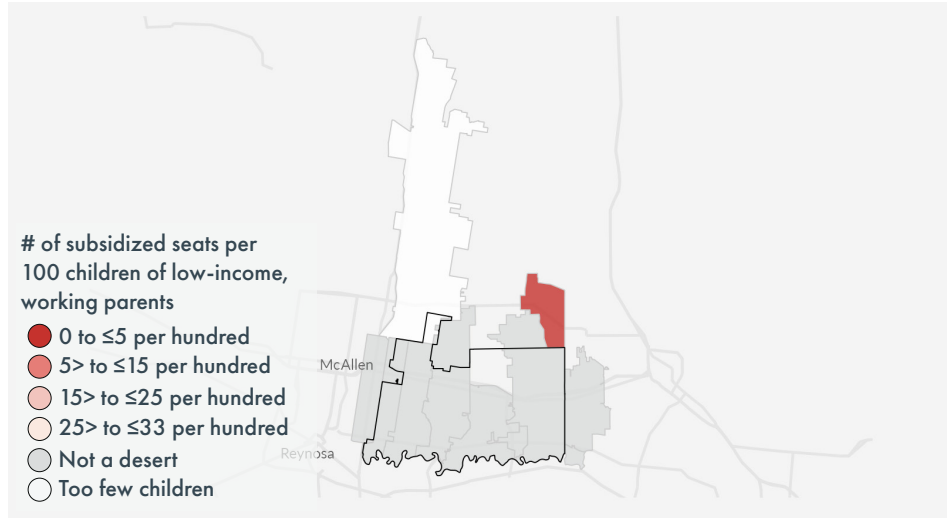 # of subsidized seats per
100 children of low-income,
working parents
0 to ≤5 per hundred
5> to ≤15 per hundred
15> to ≤25 per hundred
25> to ≤33 per hundred
Not a desert
Too few children
McAllen
Reynosa